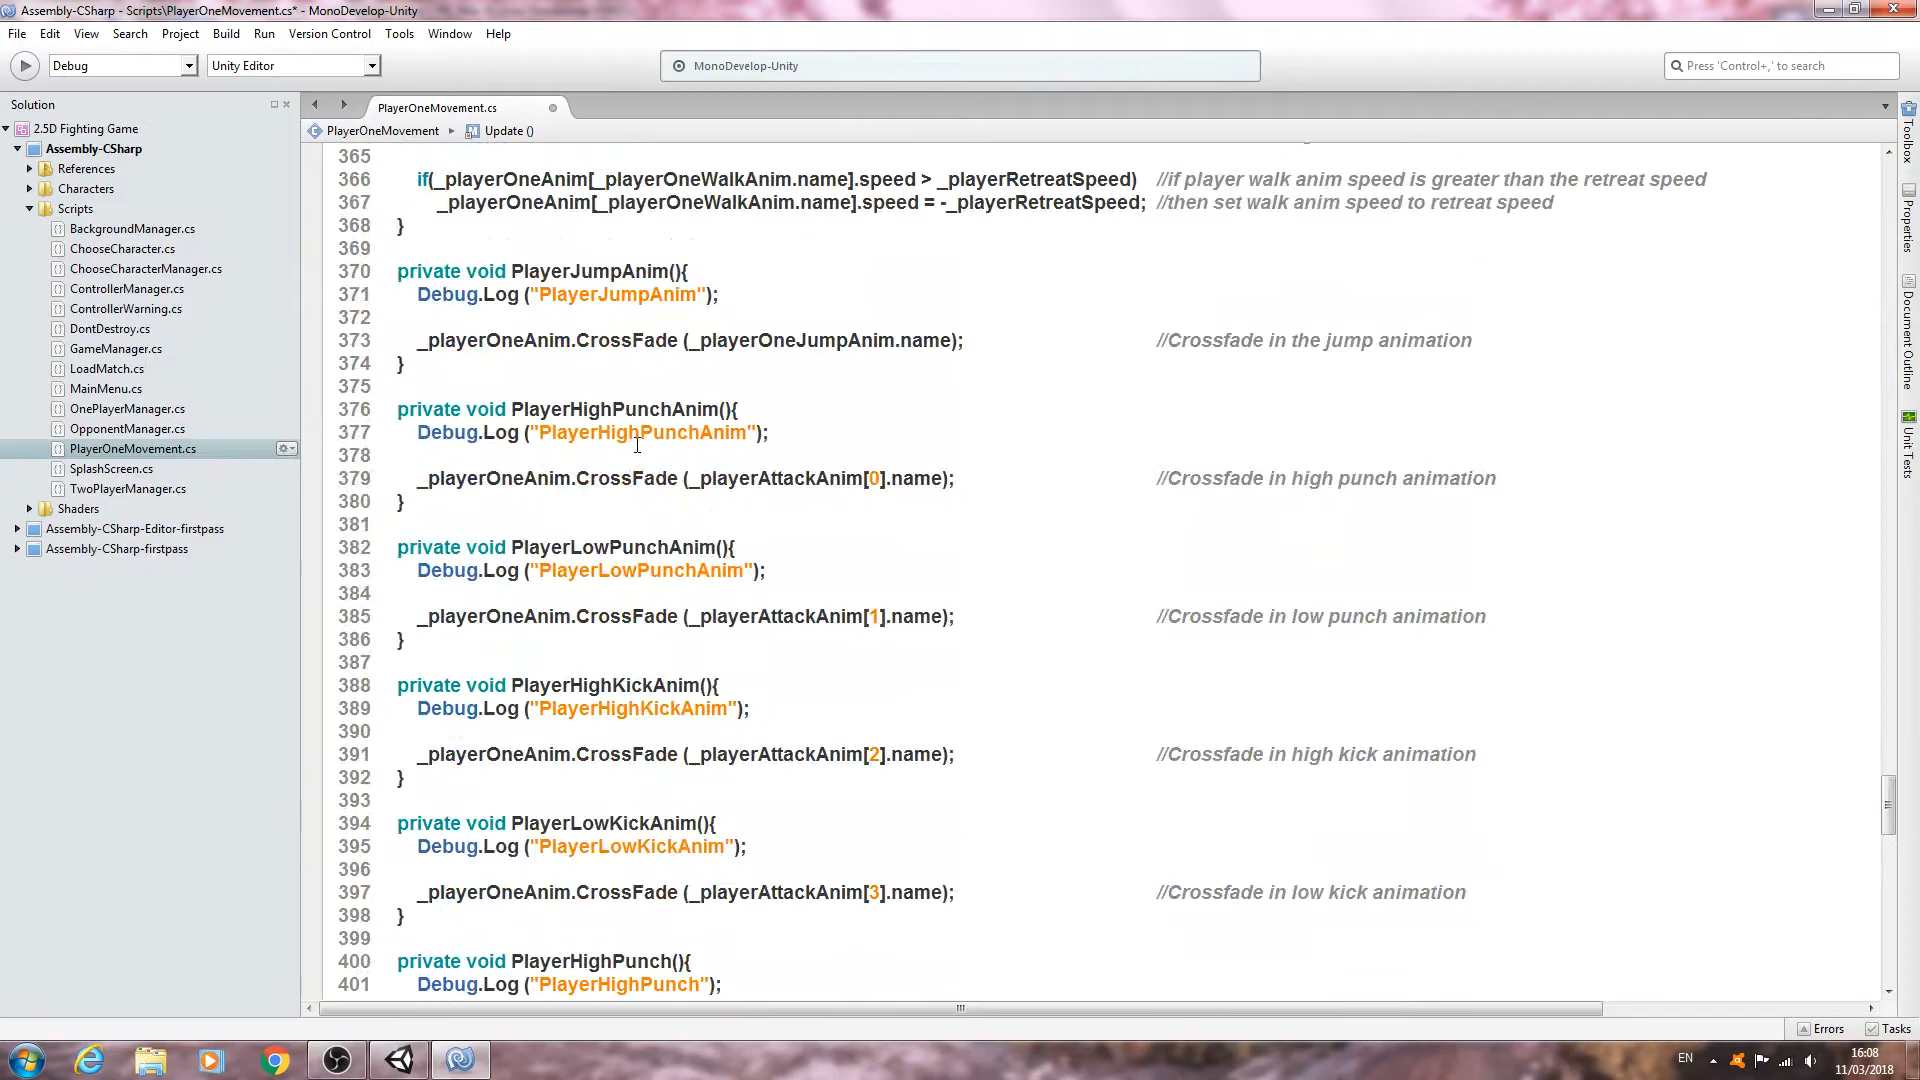 Assembly-CSharp - Scripts\PlayerOneMovement.cs* - MonoDevelop-Unity
File Edit View Search Project Build Run Version Control Tools Window Help
Debug Unity Editor MonoDevelop-Unity Press 'Control+,' to search
Solution
2.5D Fighting Game
Assembly-CSharp
References
Characters
Scripts
BackgroundManager.cs
ChooseCharacter.cs
ChooseCharacterManager.cs
ControllerManager.cs
ControllerWarning.cs
DontDestroy.cs
GameManager.cs
LoadMatch.cs
MainMenu.cs
OnePlayerManager.cs
OpponentManager.cs
PlayerOneMovement.cs
SplashScreen.cs
TwoPlayerManager.cs
Shaders
Assembly-CSharp-Editor-firstpass
Assembly-CSharp-firstpass
PlayerOneMovement.cs
PlayerOneMovement Update ()
365
366 if(_playerOneAnim[_playerOneWalkAnim.name].speed > _playerRetreatSpeed) //if player walk anim speed is greater than the retreat speed
367 _playerOneAnim[_playerOneWalkAnim.name].speed = -_playerRetreatSpeed; //then set walk anim speed to retreat speed
368 }
369
370 private void PlayerJumpAnim(){
371 Debug.Log ("PlayerJumpAnim");
372
373 _playerOneAnim.CrossFade (_playerOneJumpAnim.name); //Crossfade in the jump animation
374 }
375
376 private void PlayerHighPunchAnim(){
377 Debug.Log ("PlayerHighPunchAnim");
378
379 _playerOneAnim.CrossFade (_playerAttackAnim[0].name); //Crossfade in high punch animation
380 }
381
382 private void PlayerLowPunchAnim(){
383 Debug.Log ("PlayerLowPunchAnim");
384
385 _playerOneAnim.CrossFade (_playerAttackAnim[1].name); //Crossfade in low punch animation
386 }
387
388 private void PlayerHighKickAnim(){
389 Debug.Log ("PlayerHighKickAnim");
390
391 _playerOneAnim.CrossFade (_playerAttackAnim[2].name); //Crossfade in high kick animation
392 }
393
394 private void PlayerLowKickAnim(){
395 Debug.Log ("PlayerLowKickAnim");
396
397 _playerOneAnim.CrossFade (_playerAttackAnim[3].name); //Crossfade in low kick animation
398 }
399
400 private void PlayerHighPunch(){
401 Debug.Log ("PlayerHighPunch");
Toolbox
Properties
Document Outline
Unit Tests
Errors Tasks
EN
16:08
11/03/2018